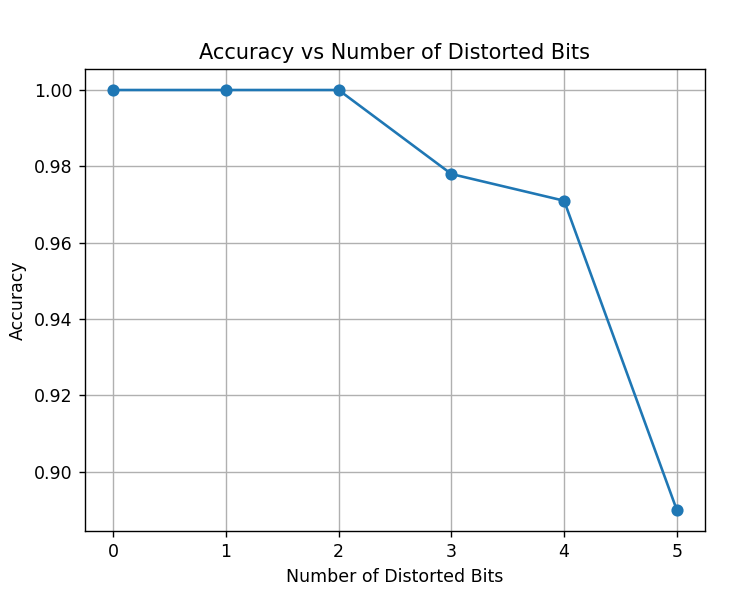 Accuracy vs Number of Distorted Bits
1.00
0.98
0.96
0.94
0.92
0.90
Accuracy
0 1 2 3 4 5
Number of Distorted Bits